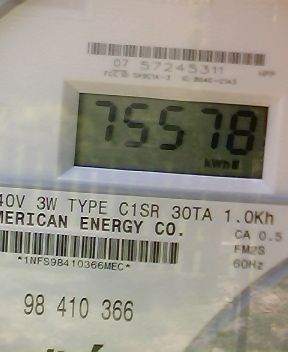 07 57245311
75578
kWh
40V 3W TYPE C1SR 30TA 1.0Kh
MERICAN ENERGY CO.
CA 0.5
FM2S
60Hz
*1NFS98410366MEC*
98 410 366